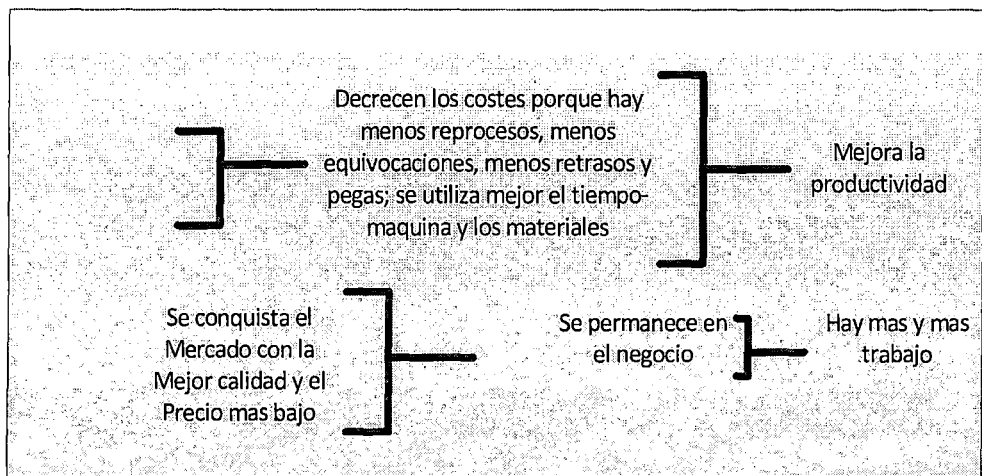 Decrecen los costes porque hay
menos reprocesos, menos
equivocaciones, menos retrasos y
pegas; se utiliza mejor el tiempo-
maquina y los materiales
Mejora la
productividad
Se conquista el
Mercado con la
Mejor calidad y el
Precio mas bajo
Se permanece en
el negocio
Hay mas y mas
trabajo